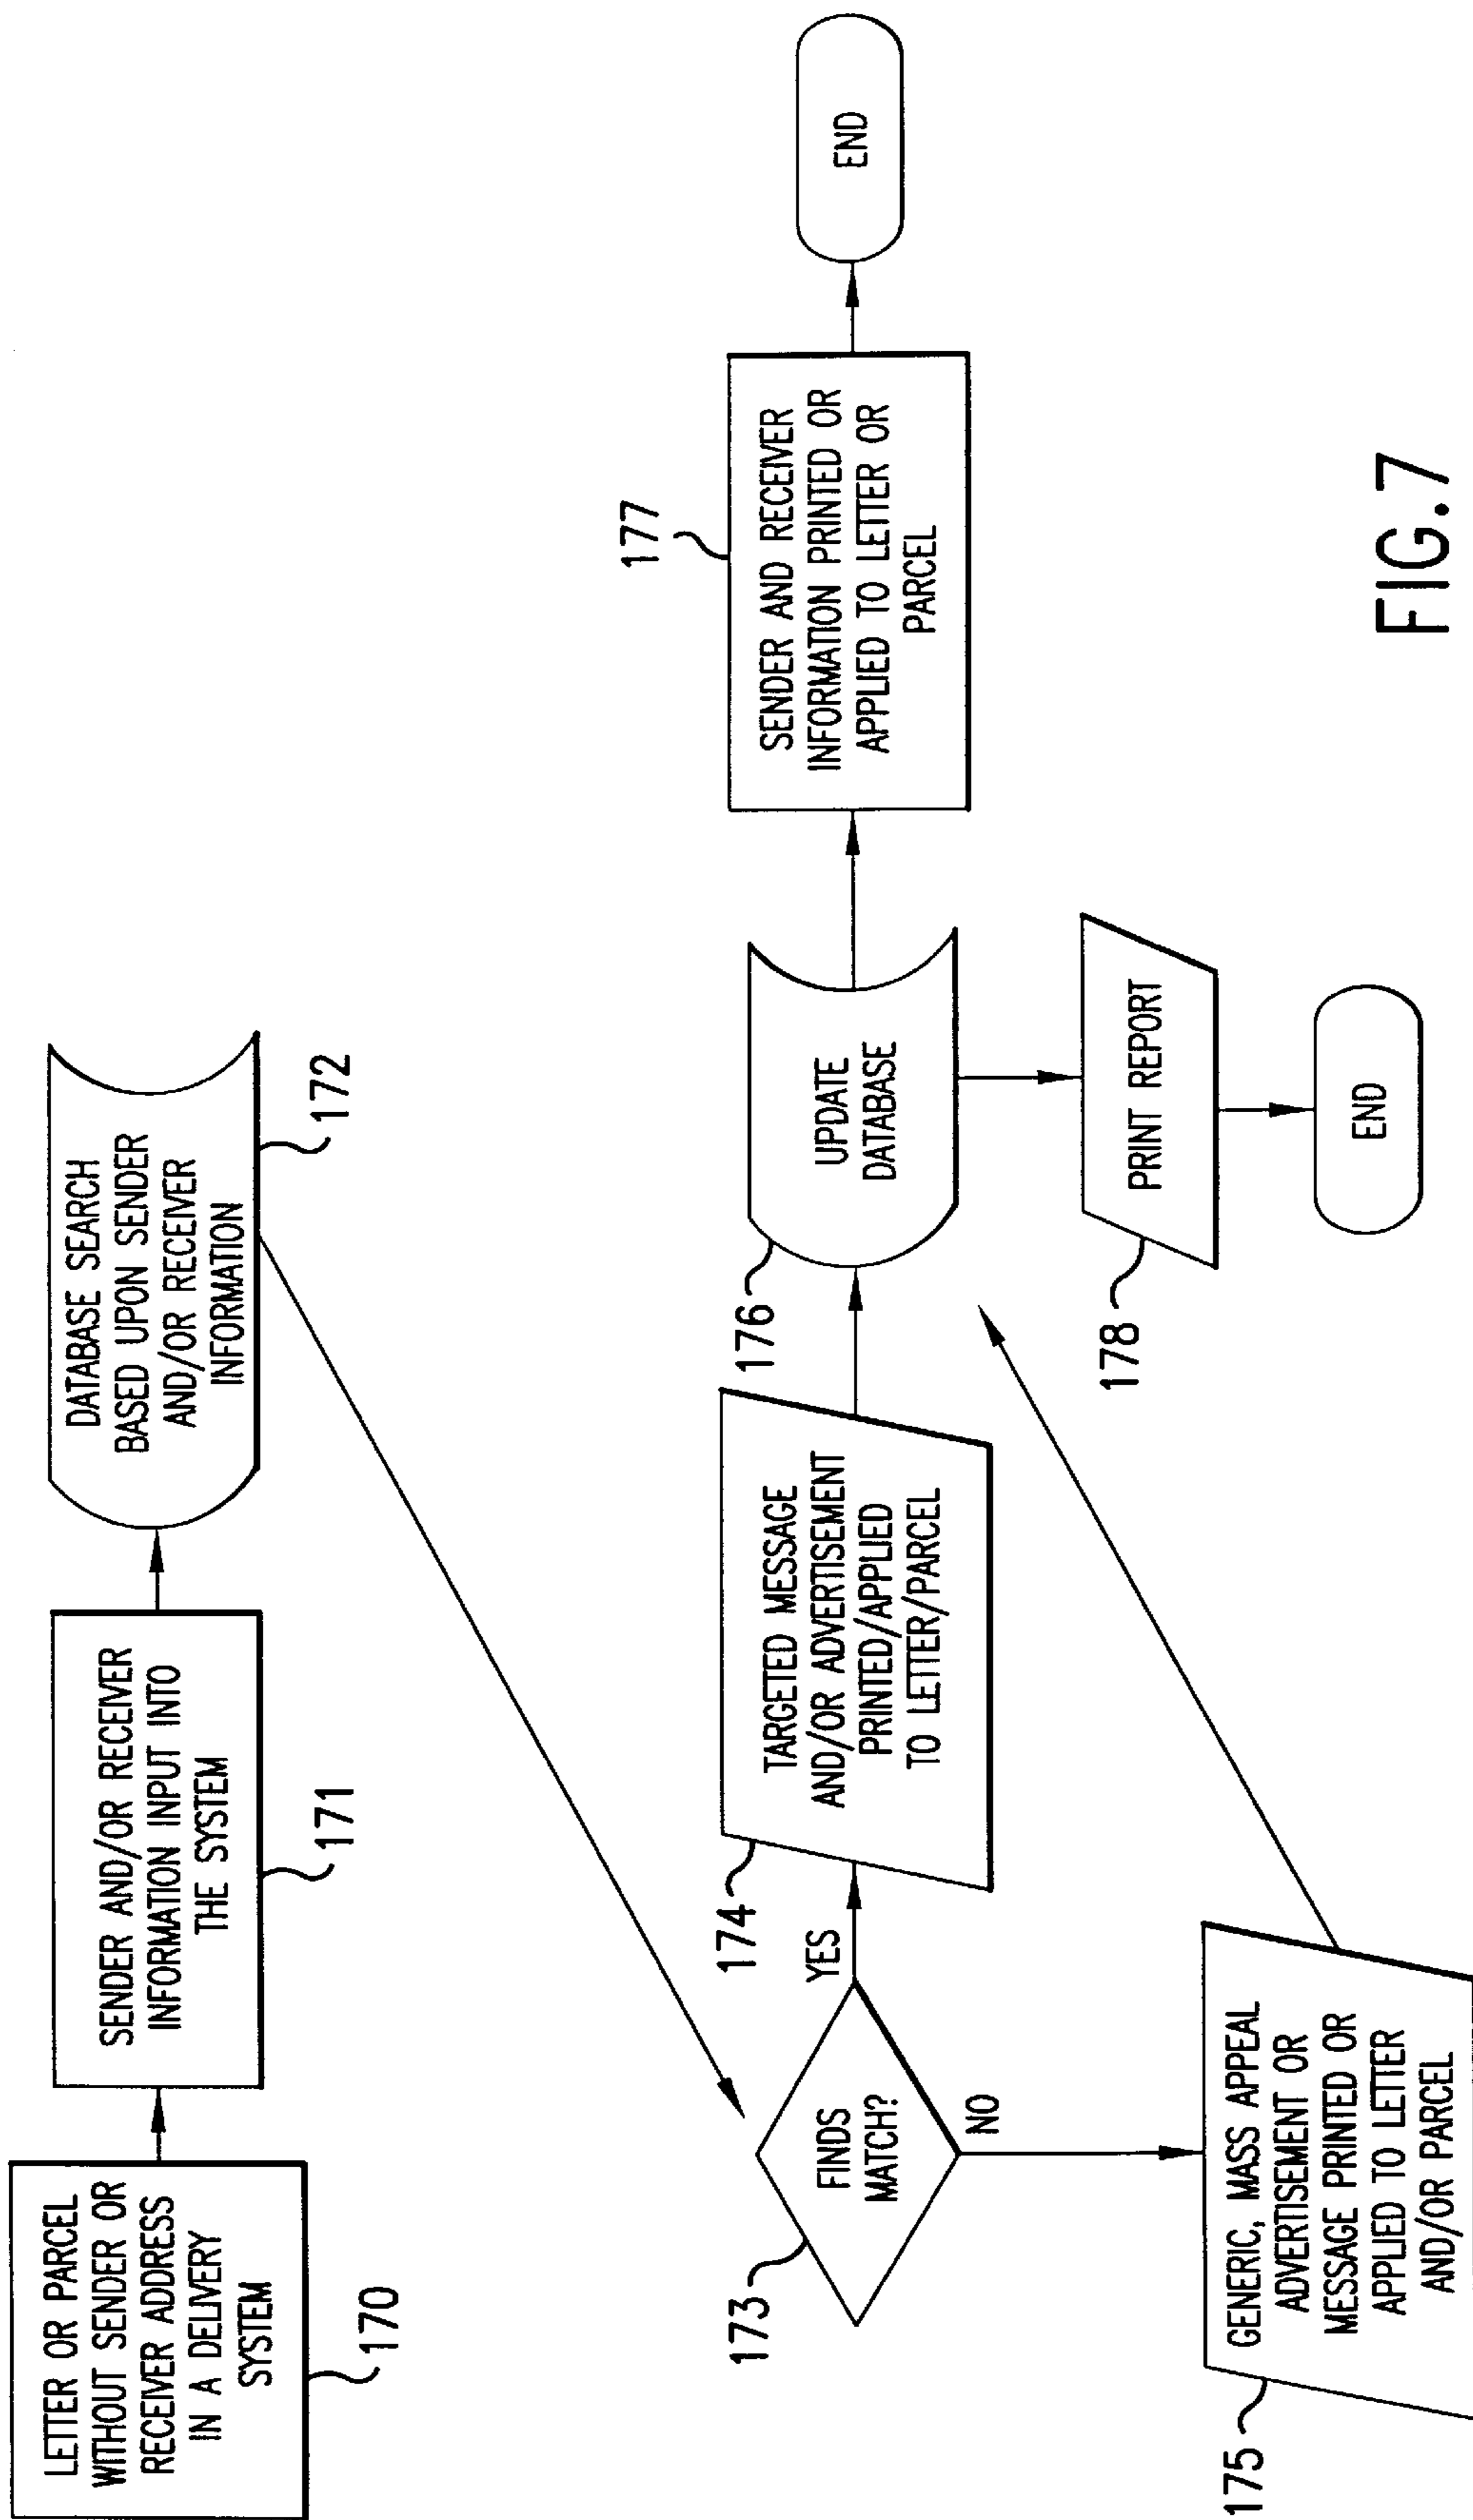 LETTER OR PARCEL
WITHOUT SENDER OR
RECEIVER ADDRESS
IN A DELIVERY
SYSTEM
170
SENDER AND/OR RECEIVER
INFORMATION INPUT INTO
THE SYSTEM
171
DATABASE SEARCH
BASED UPON SENDER
AND/OR RECEIVER
INFORMATION
172
173
FINDS
MATCH?
YES
NO
174
TARGETED MESSAGE
AND/OR ADVERTISEMENT
PRINTED/APPLIED
TO LETTER/PARCEL
175
GENERIC, MASS APPEAL
ADVERTISEMENT OR
MESSAGE PRINTED OR
APPLIED TO LETTER
AND/OR PARCEL
176
UPDATE
DATABASE
177
SENDER AND RECEIVER
INFORMATION PRINTED OR
APPLIED TO LETTER OR
PARCEL
END
178
PRINT REPORT
END
FIG.7